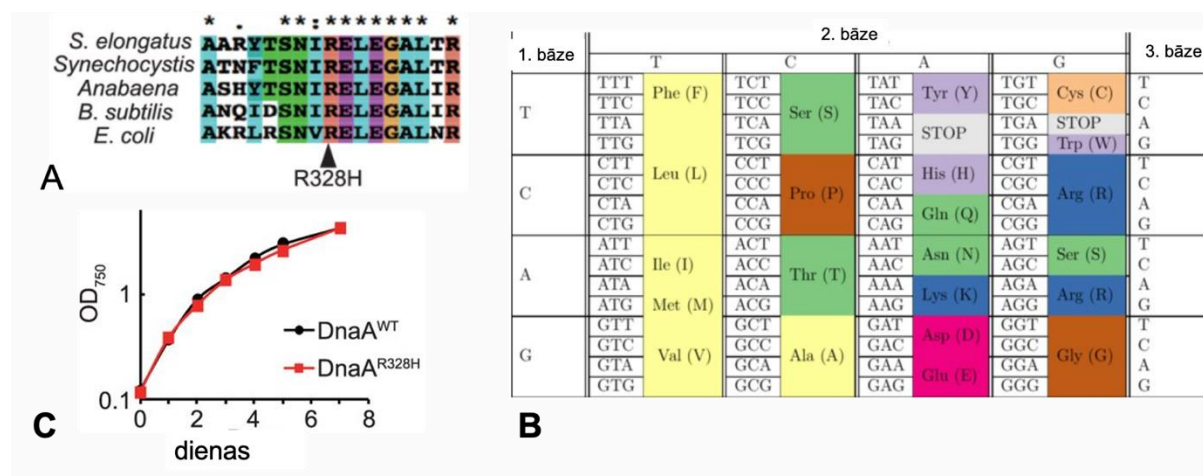 * . **:******** *
S. elongatus AARYTSNIRELEGALTR
Synechocystis ATNFTSNIRELEGALTR
Anabaena ASHYTSNIRELEGALTR
B. subtilis ANQIDSNIRELEGALIR
E. coli AKRLRSNVRELEGALNR
R328H
A
OD750
1
0.1
DnaAWT
DnaAR328H
0 2 4 6 8
dienas
C
1. bāze 2. bāze 3. bāze
T C A G
T
TTT TCT TAT TGT T
TTC Phe (F) TCC Ser (S) TAC Tyr (Y) TGC Cys (C) C
TTA TCA TAA STOP TGA STOP A
TTG TCG TAG TGG Trp (W) G
C
CTT Leu (L) CCT CAT CGT T
CTC CCC Pro (P) CAC His (H) CGC Arg (R) C
CTA CCA CAA CGA A
CTG CCG CAG Gln (Q) CGG G
A
ATT ACT AAT AGT T
ATC Ile (I) ACC Thr (T) AAC Asn (N) AGC Ser (S) C
ATA ACA AAA AGA A
ATG Met (M) ACG AAG Lys (K) AGG Arg (R) G
G
GTT GCT GAT GGT T
GTC Val (V) GCC Ala (A) GAC Asp (D) GGC Gly (G) C
GTA GCA GAA GGA A
GTG GCG GAG Glu (E) GGG G
B